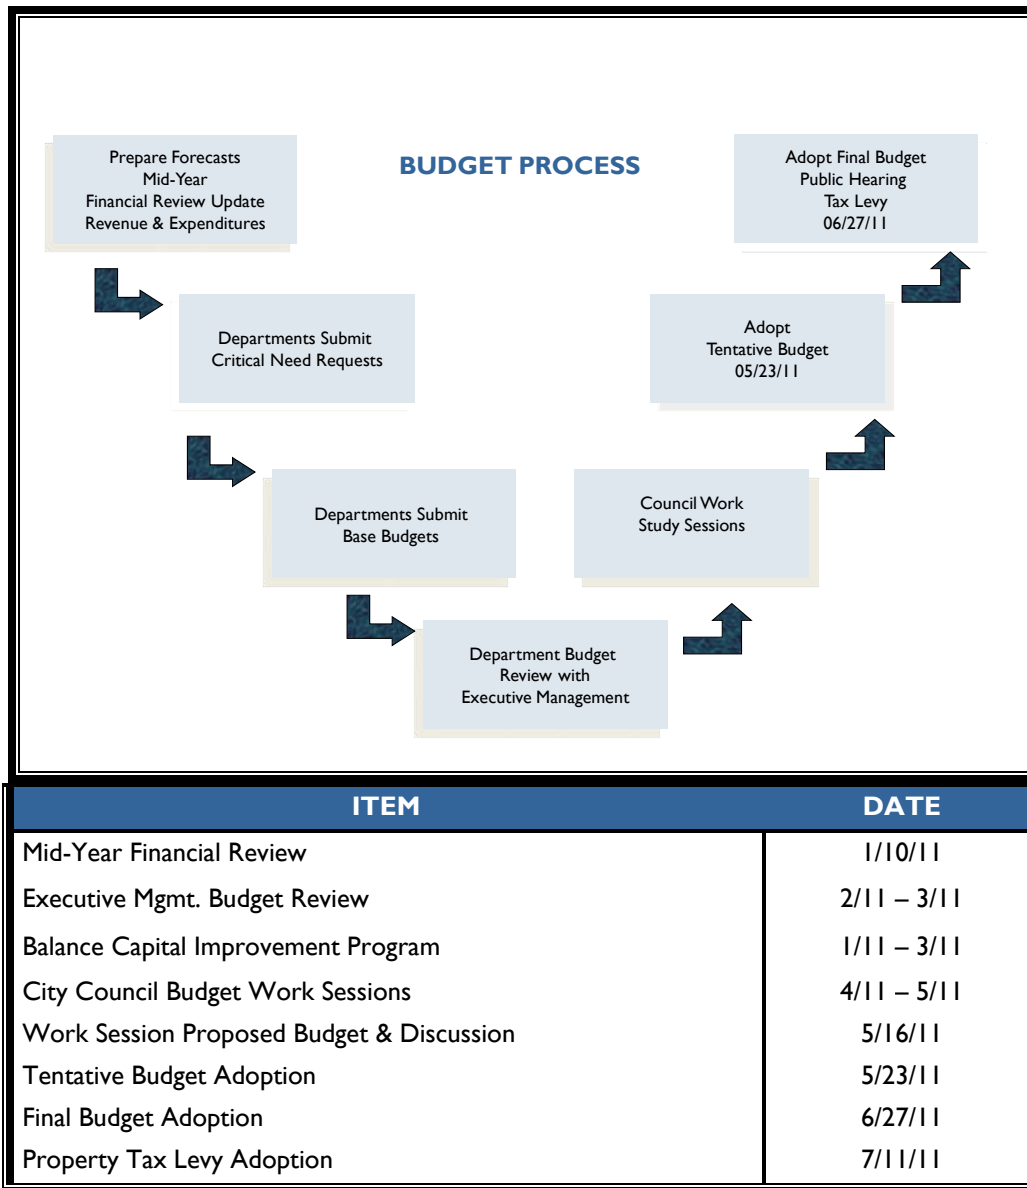 BUDGET PROCESS
Prepare Forecasts
Mid-Year
Financial Review Update
Revenue & Expenditures
Departments Submit
Critical Need Requests
Departments Submit
Base Budgets
Department Budget
Review with
Executive Management
Council Work
Study Sessions
Adopt
Tentative Budget
05/23/11
Adopt Final Budget
Public Hearing
Tax Levy
06/27/11
ITEM DATE
Mid-Year Financial Review 1/10/11
Executive Mgmt. Budget Review 2/11 – 3/11
Balance Capital Improvement Program 1/11 – 3/11
City Council Budget Work Sessions 4/11 – 5/11
Work Session Proposed Budget & Discussion 5/16/11
Tentative Budget Adoption 5/23/11
Final Budget Adoption 6/27/11
Property Tax Levy Adoption 7/11/11